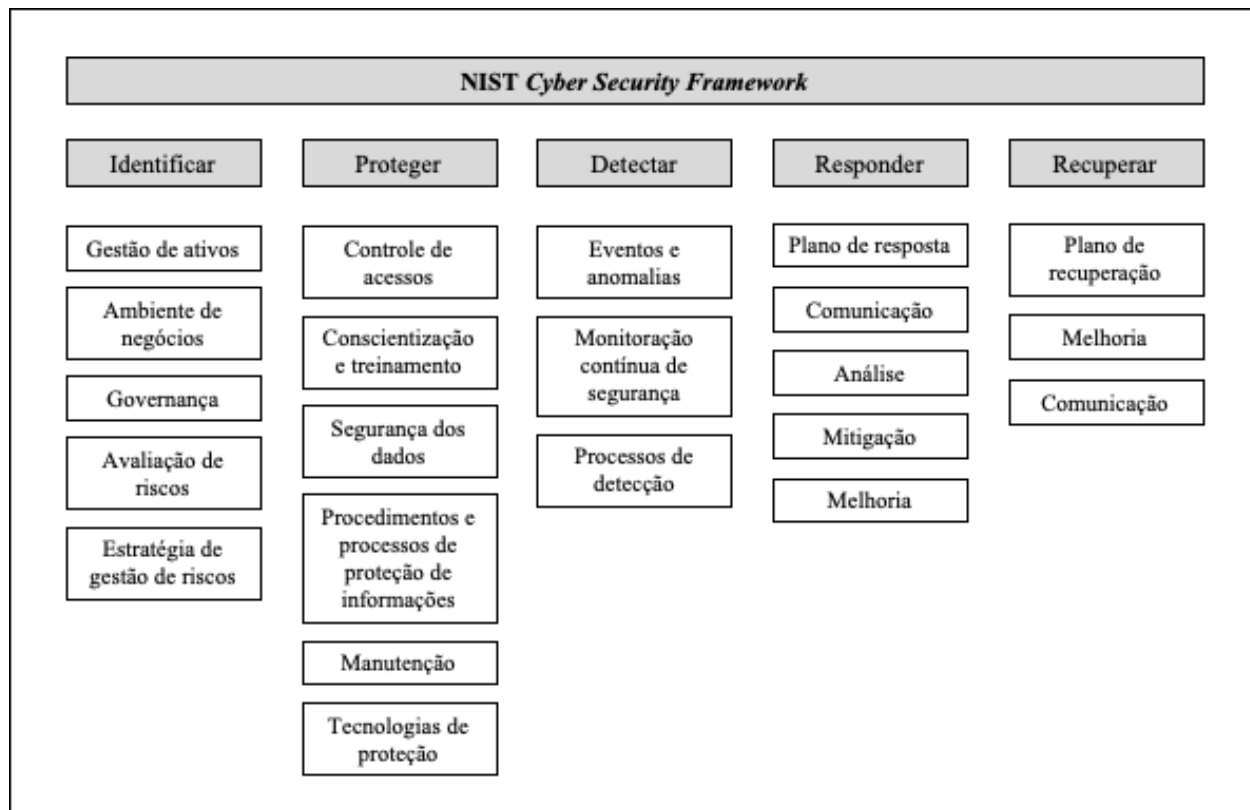 NIST Cyber Security Framework
Identificar
Gestão de ativos
Ambiente de
negócios
Governança
Avaliação de
riscos
Estratégia de
gestão de riscos
Proteger
Controle de
acessos
Conscientização
e treinamento
Segurança dos
dados
Procedimentos e
processos de
proteção de
informações
Manutenção
Tecnologias de
proteção
Detectar
Eventos e
anomalias
Monitoração
contínua de
segurança
Processos de
detecção
Responder
Plano de resposta
Comunicação
Análise
Mitigação
Melhoria
Recuperar
Plano de
recuperação
Melhoria
Comunicação